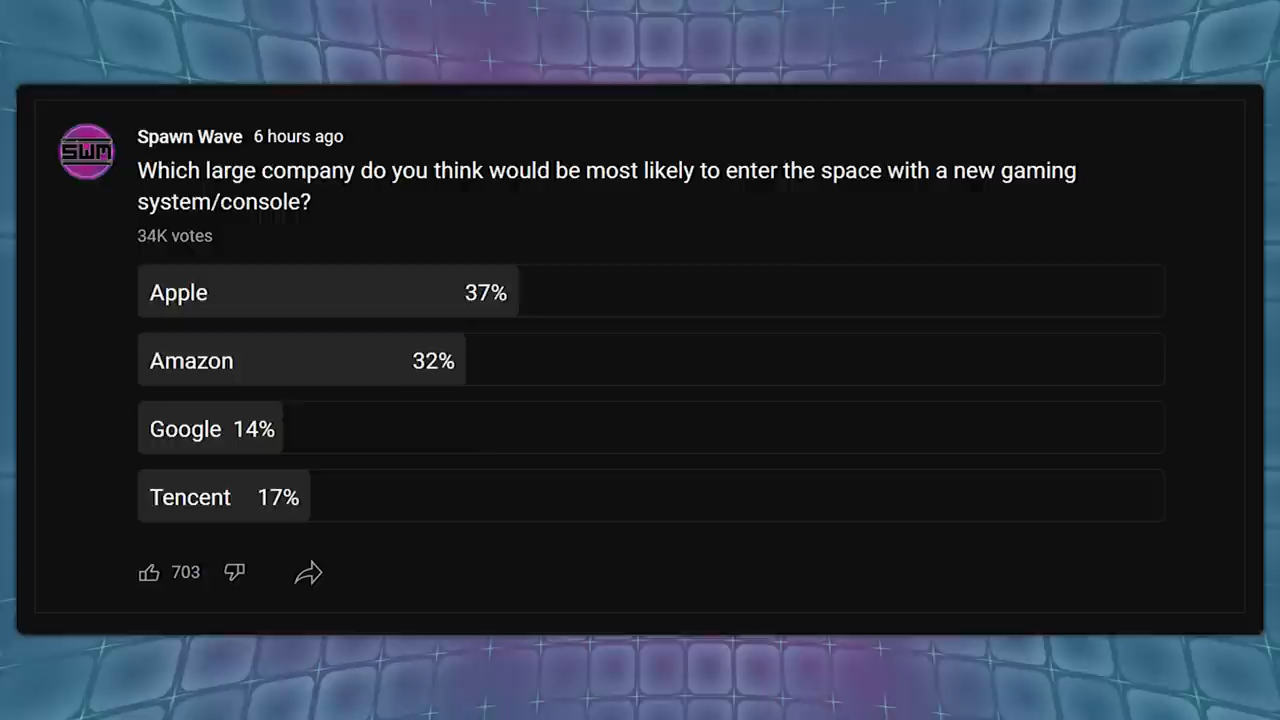 SWM
Spawn Wave 6 hours ago
Which large company do you think would be most likely to enter the space with a new gaming
system/console?
34K votes
Apple 37%
Amazon 32%
Google 14%
Tencent 17%
703